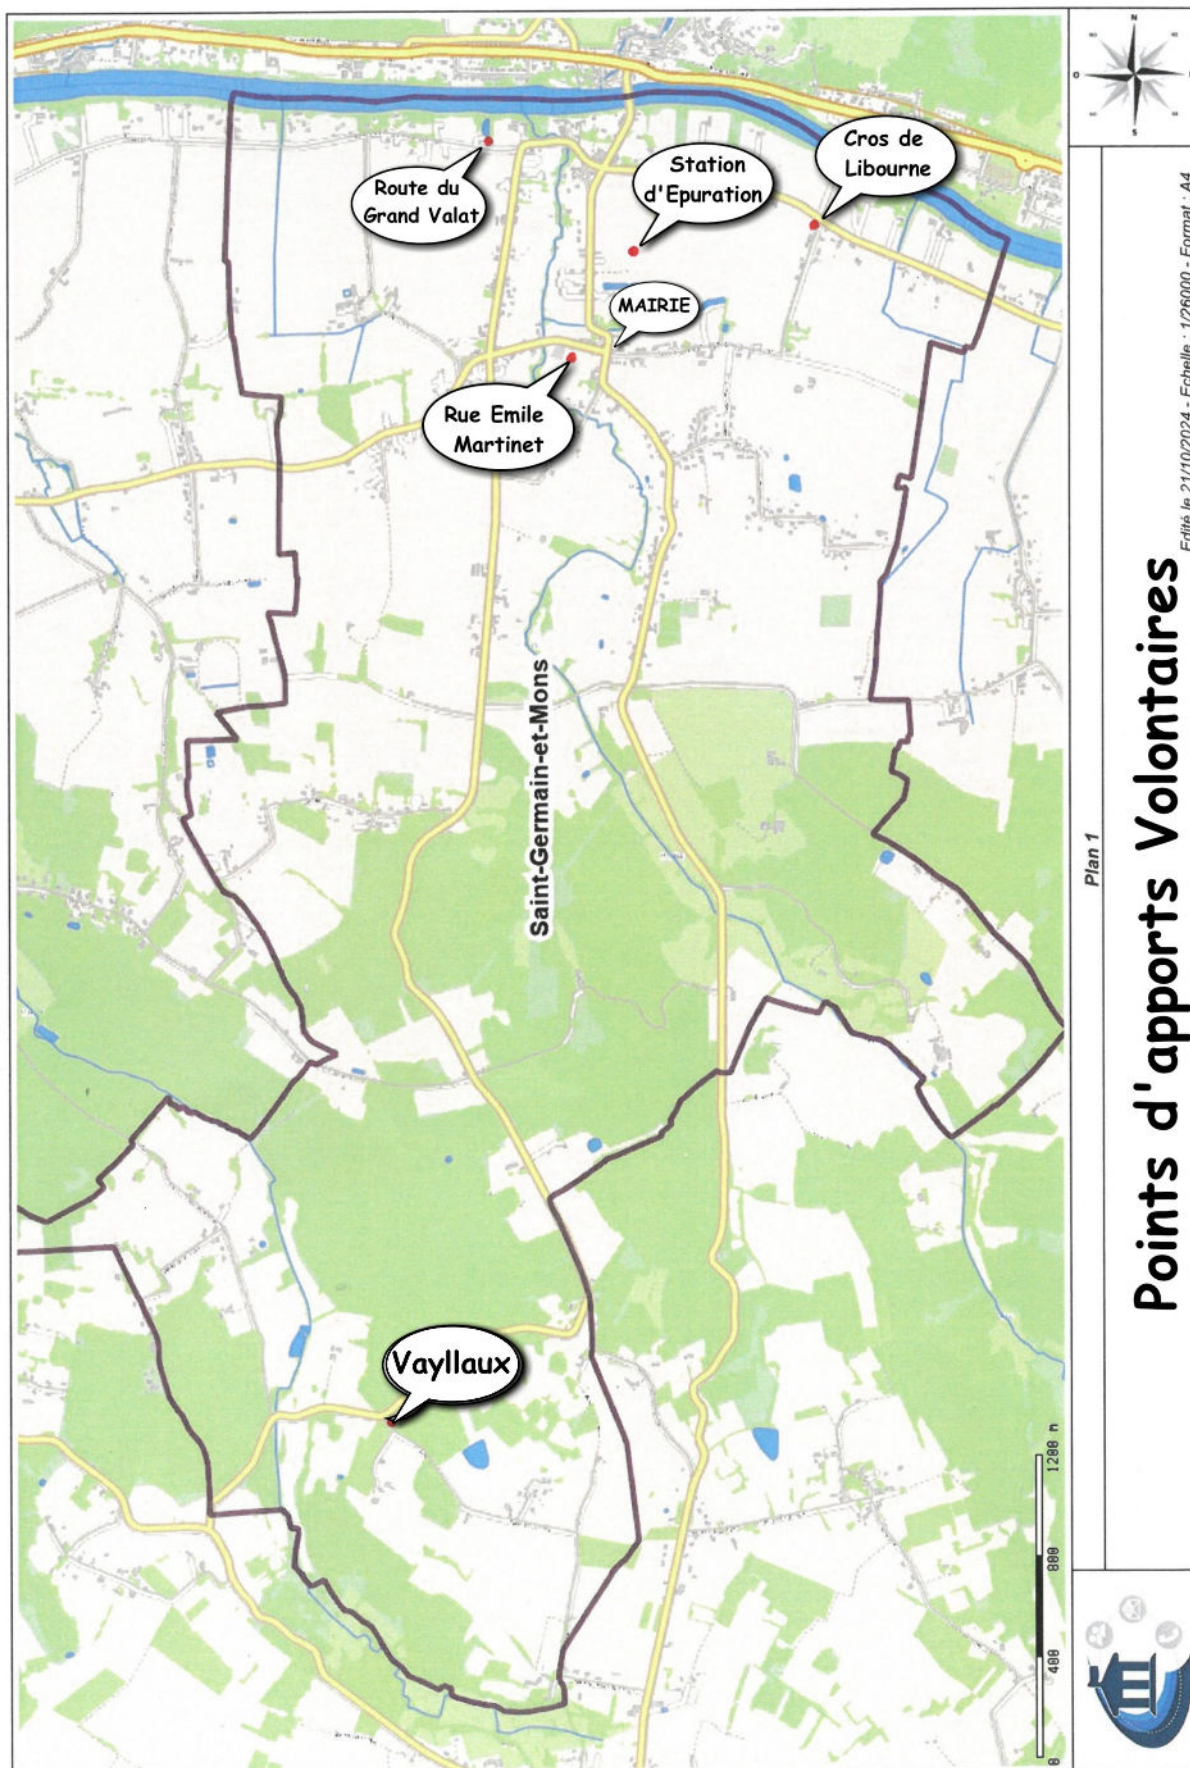 Cros de
Libourne
Station
d'Epuration
Route du
Grand Valat
MAIRIE
Rue Emile
Martinet
Saint-Germain-et-Mons
Vayllaux
N
S
O
Edité le 21/10/2024 - Echelle : 1/26000 - Format : A4
Plan 1
Points d'apports Volontaires
0
400
800
1200 m